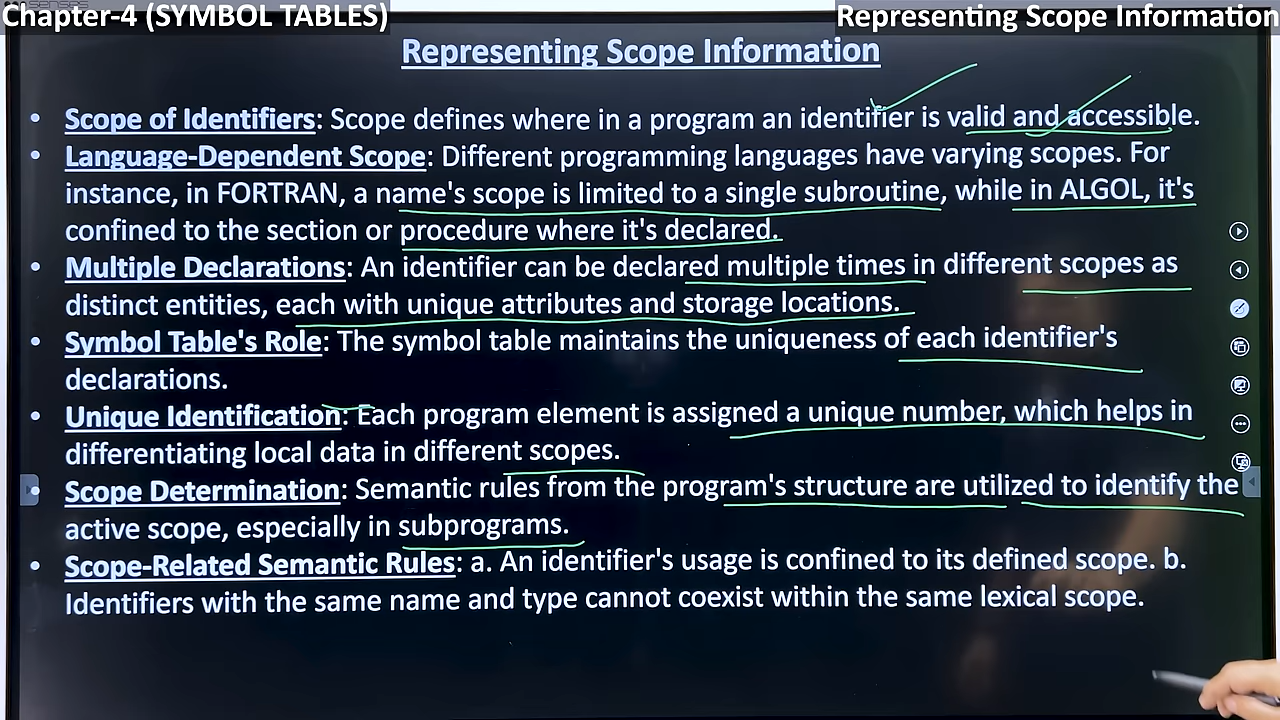 Chapter-4 (SYMBOL TABLES)
Representing Scope Information
Representing Scope Information
• Scope of Identifiers: Scope defines where in a program an identifier is valid and accessible.
• Language-Dependent Scope: Different programming languages have varying scopes. For
instance, in FORTRAN, a name's scope is limited to a single subroutine, while in ALGOL, it's
confined to the section or procedure where it's declared.
• Multiple Declarations: An identifier can be declared multiple times in different scopes as
distinct entities, each with unique attributes and storage locations.
• Symbol Table's Role: The symbol table maintains the uniqueness of each identifier's
declarations.
• Unique Identification: Each program element is assigned a unique number, which helps in
differentiating local data in different scopes.
• Scope Determination: Semantic rules from the program's structure are utilized to identify the
active scope, especially in subprograms.
• Scope-Related Semantic Rules: a. An identifier's usage is confined to its defined scope. b.
Identifiers with the same name and type cannot coexist within the same lexical scope.